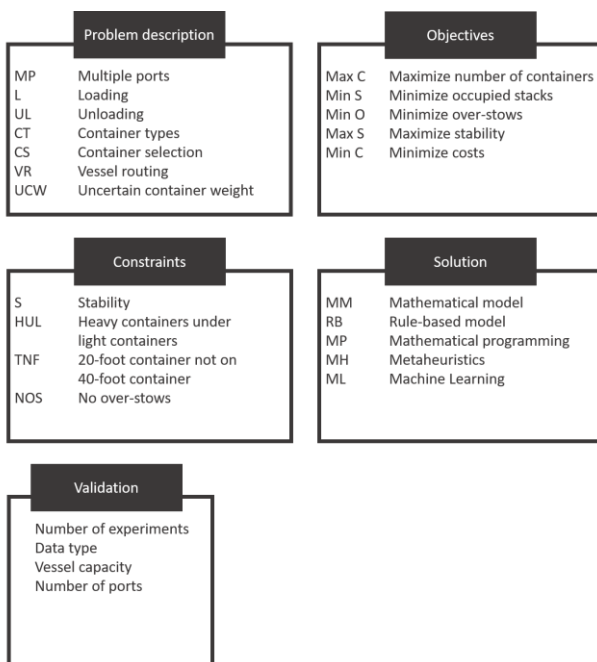 Problem description
MP Multiple ports
L Loading
UL Unloading
CT Container types
CS Container selection
VR Vessel routing
UCW Uncertain container weight
Objectives
Max C Maximize number of containers
Min S Minimize occupied stacks
Min O Minimize over-stows
Max S Maximize stability
Min C Minimize costs
Constraints
S Stability
HUL Heavy containers under
light containers
TNF 20-foot container not on
40-foot container
NOS No over-stows
Solution
MM Mathematical model
RB Rule-based model
MP Mathematical programming
MH Metaheuristics
ML Machine Learning
Validation
Number of experiments
Data type
Vessel capacity
Number of ports